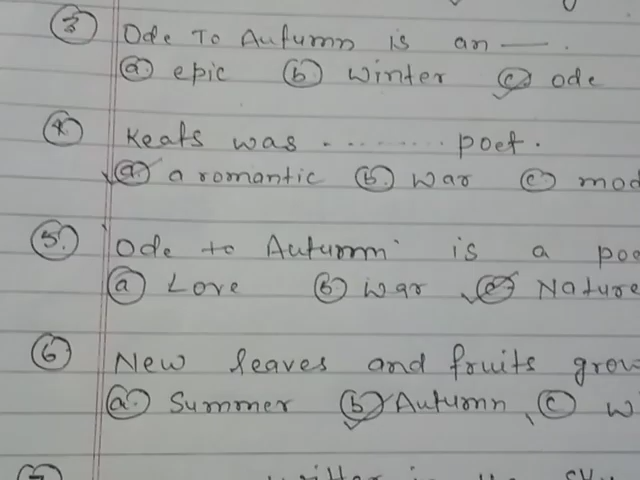 (3) Ode To Autumn is an —.
(a) epic (b) winter (c) ode
(4) Keats was ........ poet.
(a) a romantic (b) war (c) mod
(5) Ode to Autumn is a poe
(a) Love (b) war (c) Nature
(6) New leaves and fruits grow
(a) Summer (b) Autumn, (c) w